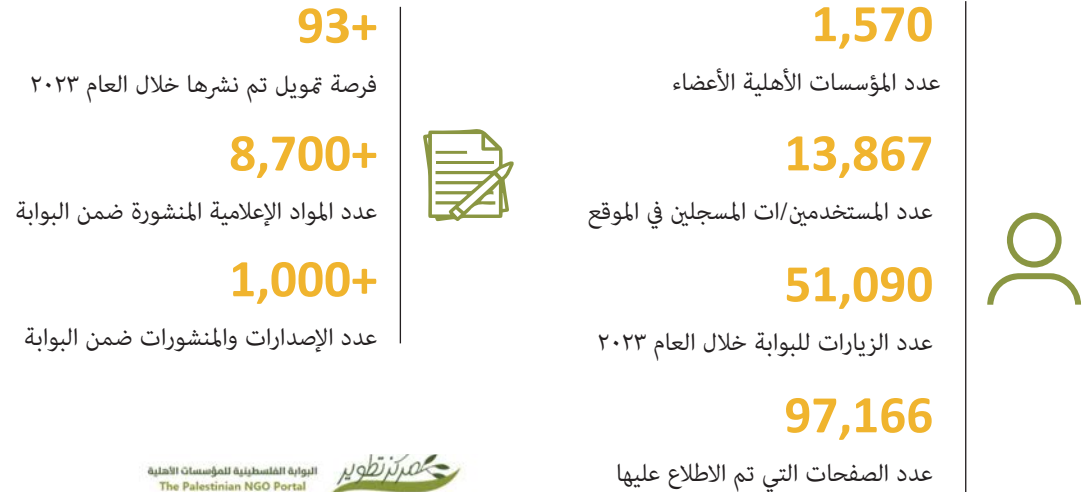 1,570
عدد المؤسسات الأهلية الأعضاء
13,867
عدد المستخدمين/ات المسجلين في الموقع
51,090
عدد الزيارات للبوابة خلال العام ٢٠٢٣
97,166
عدد الصفحات التي تم الاطلاع عليها
93+
فرصة تمويل تم نشرها خلال العام ٢٠٢٣
8,700+
عدد المواد الإعلامية المنشورة ضمن البوابة
1,000+
عدد الإصدارات والمنشورات ضمن البوابة
مركز تطوير
البوابة الفلسطينية للمؤسسات الأهلية
The Palestinian NGO Portal